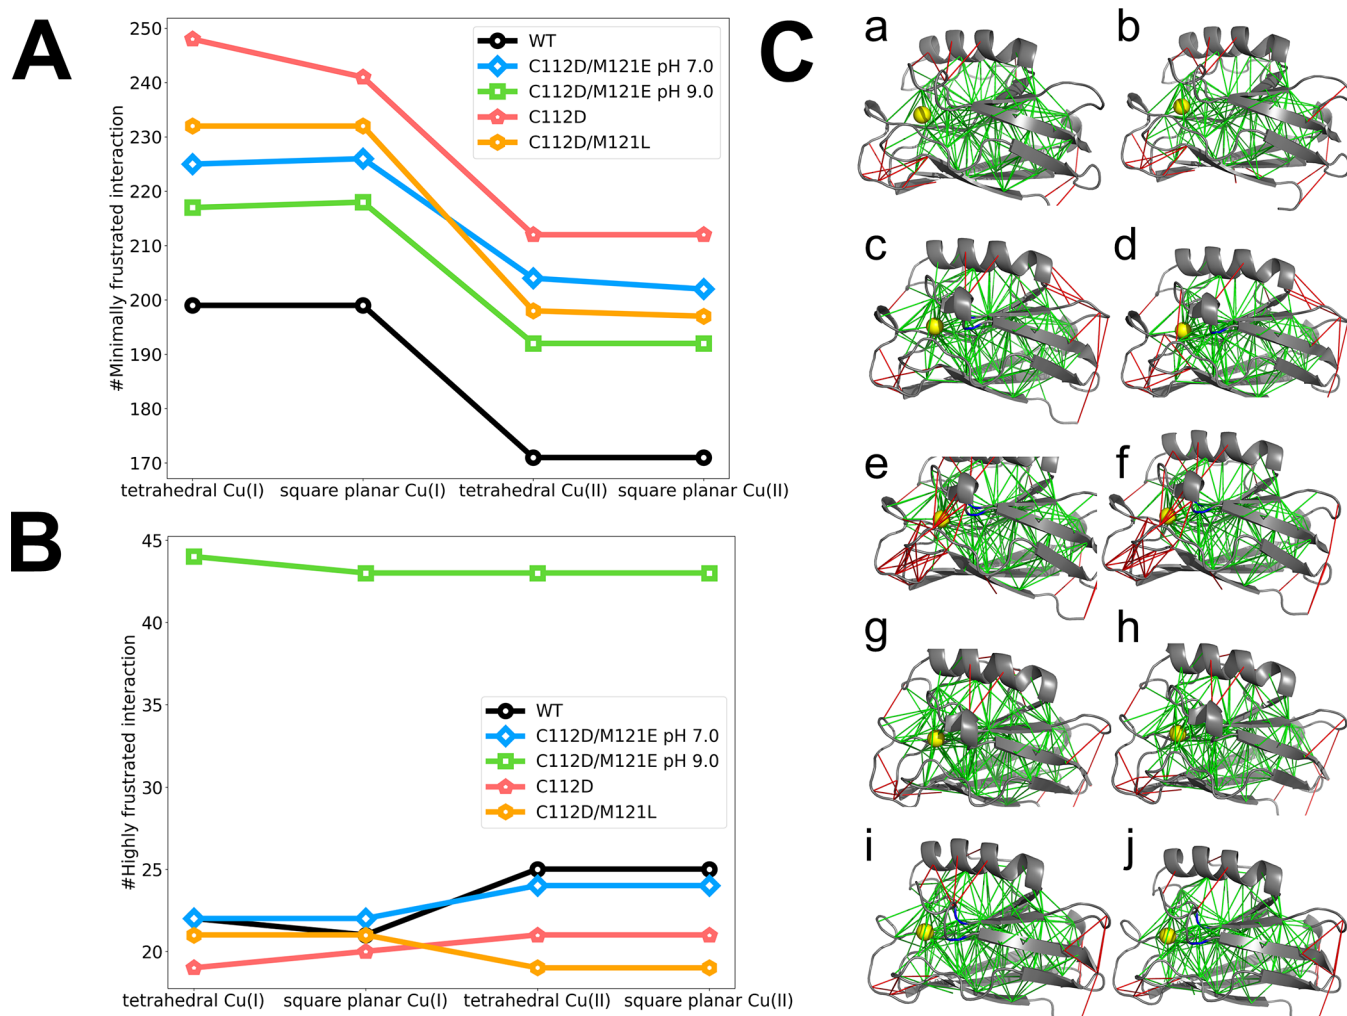 A
250
240
230
220
210
200
190
180
170
#Minimally frustrated interaction
WT
C112D/M121E pH 7.0
C112D/M121E pH 9.0
C112D
C112D/M121L
tetrahedral Cu(I)
square planar Cu(I)
tetrahedral Cu(II)
square planar Cu(II)
B
45
40
35
30
25
20
#Highly frustrated interaction
WT
C112D/M121E pH 7.0
C112D/M121E pH 9.0
C112D
C112D/M121L
tetrahedral Cu(I)
square planar Cu(I)
tetrahedral Cu(II)
square planar Cu(II)
C
a
b
c
d
e
f
g
h
i
j